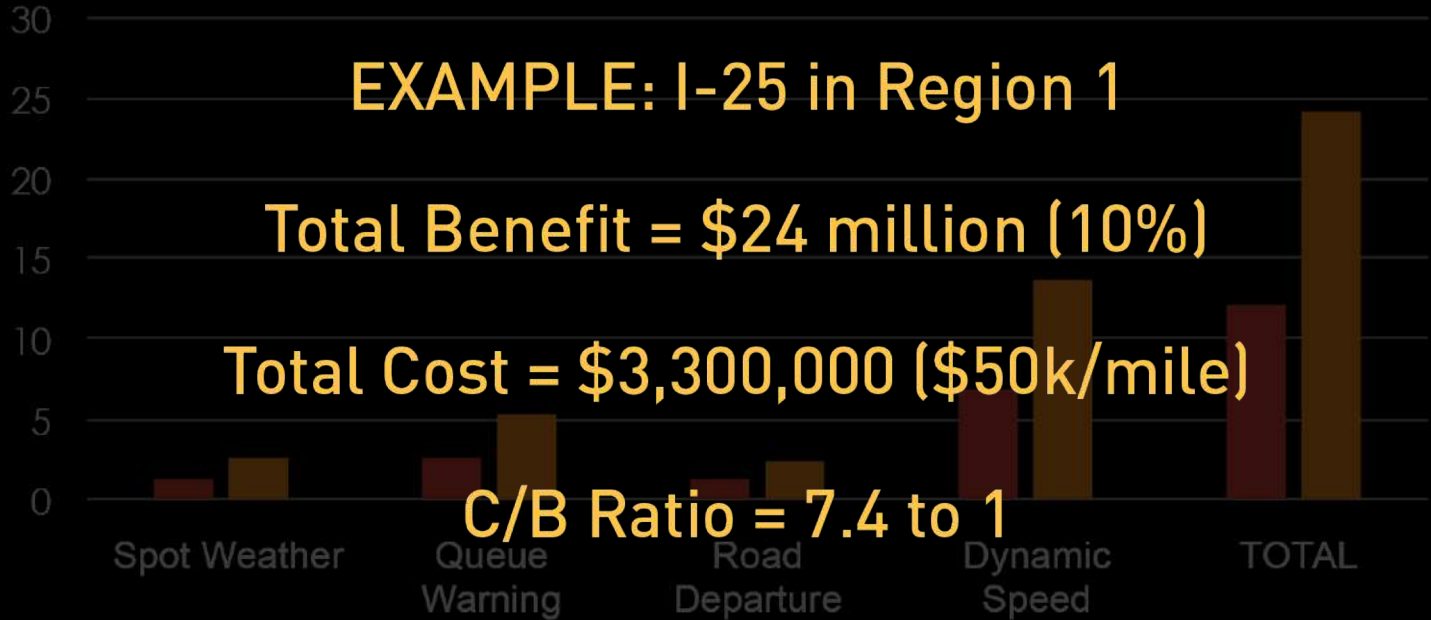 30
EXAMPLE: I-25 in Region 1
25
20
Total Benefit = $24 million (10%)
15
10
Total Cost = $3,300,000 ($50k/mile)
5
0
C/B Ratio = 7.4 to 1
Spot Weather
Queue
Warning
Road
Departure
Dynamic
Speed
TOTAL